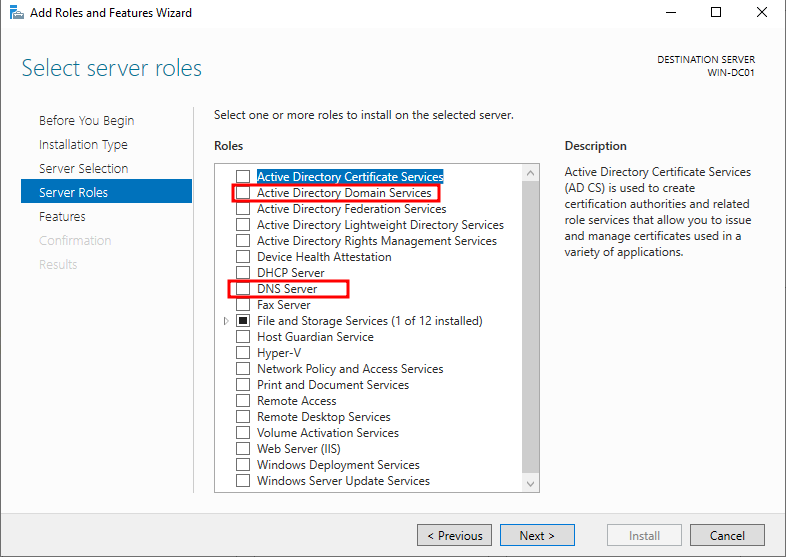 Add Roles and Features Wizard
Select server roles
DESTINATION SERVER
WIN-DC01
Before You Begin
Installation Type
Server Selection
Server Roles
Features
Confirmation
Results
Select one or more roles to install on the selected server.
Roles
Active Directory Certificate Services
Active Directory Domain Services
Active Directory Federation Services
Active Directory Lightweight Directory Services
Active Directory Rights Management Services
Device Health Attestation
DHCP Server
DNS Server
Fax Server
File and Storage Services (1 of 12 installed)
Host Guardian Service
Hyper-V
Network Policy and Access Services
Print and Document Services
Remote Access
Remote Desktop Services
Volume Activation Services
Web Server (IIS)
Windows Deployment Services
Windows Server Update Services
Description
Active Directory Certificate Services
(AD CS) is used to create
certification authorities and related
role services that allow you to issue
and manage certificates used in a
variety of applications.
< Previous
Next >
Install
Cancel